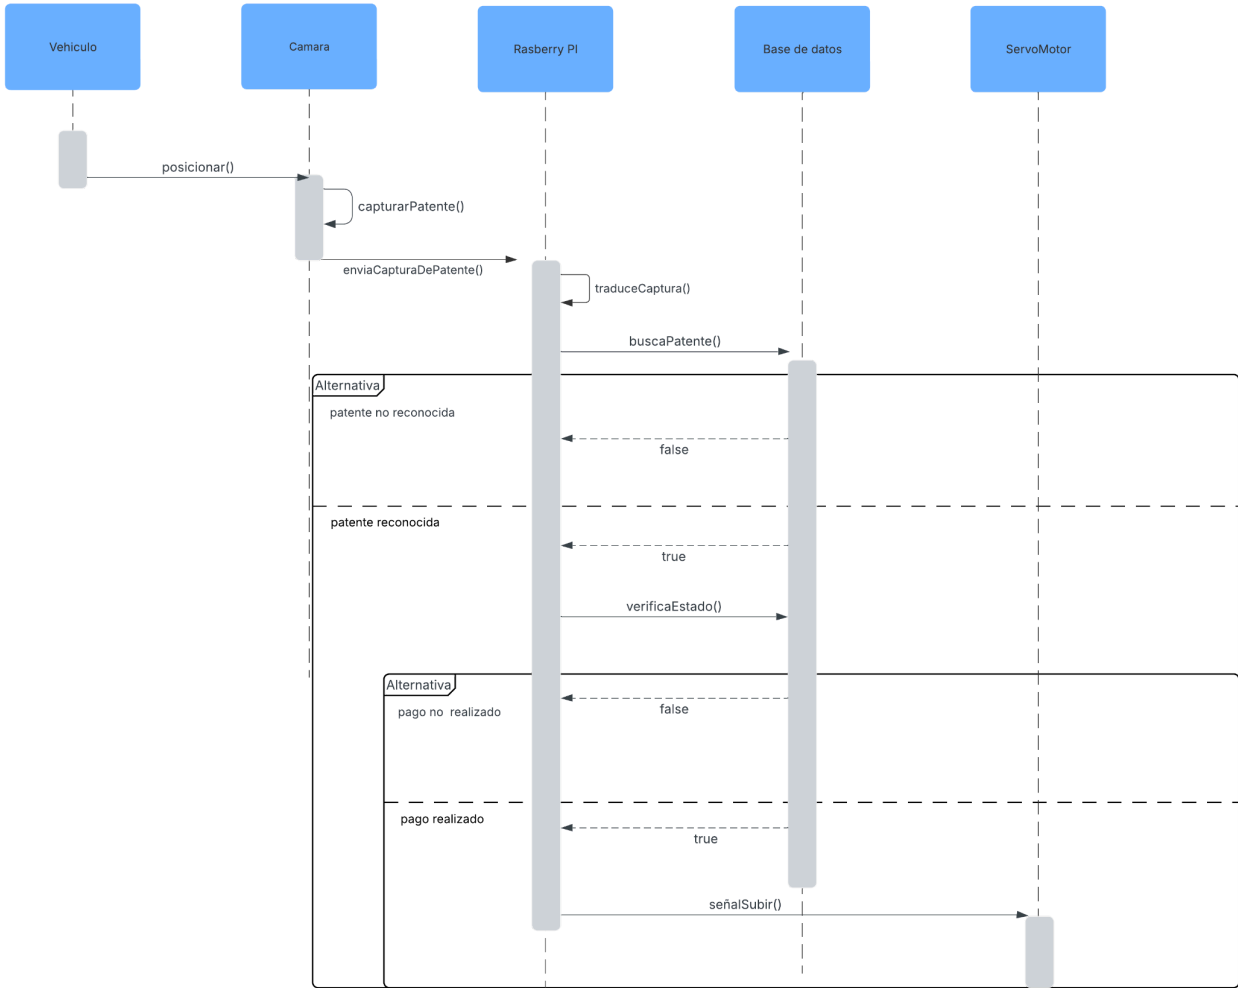 Vehiculo
Camara
Rasberry PI
Base de datos
ServoMotor
posicionar()
capturarPatente()
enviaCapturaDePatente()
traduceCaptura()
buscaPatente()
Alternativa
patente no reconocida
false
patente reconocida
true
verificaEstado()
Alternativa
pago no realizado
false
pago realizado
true
señalSubir()